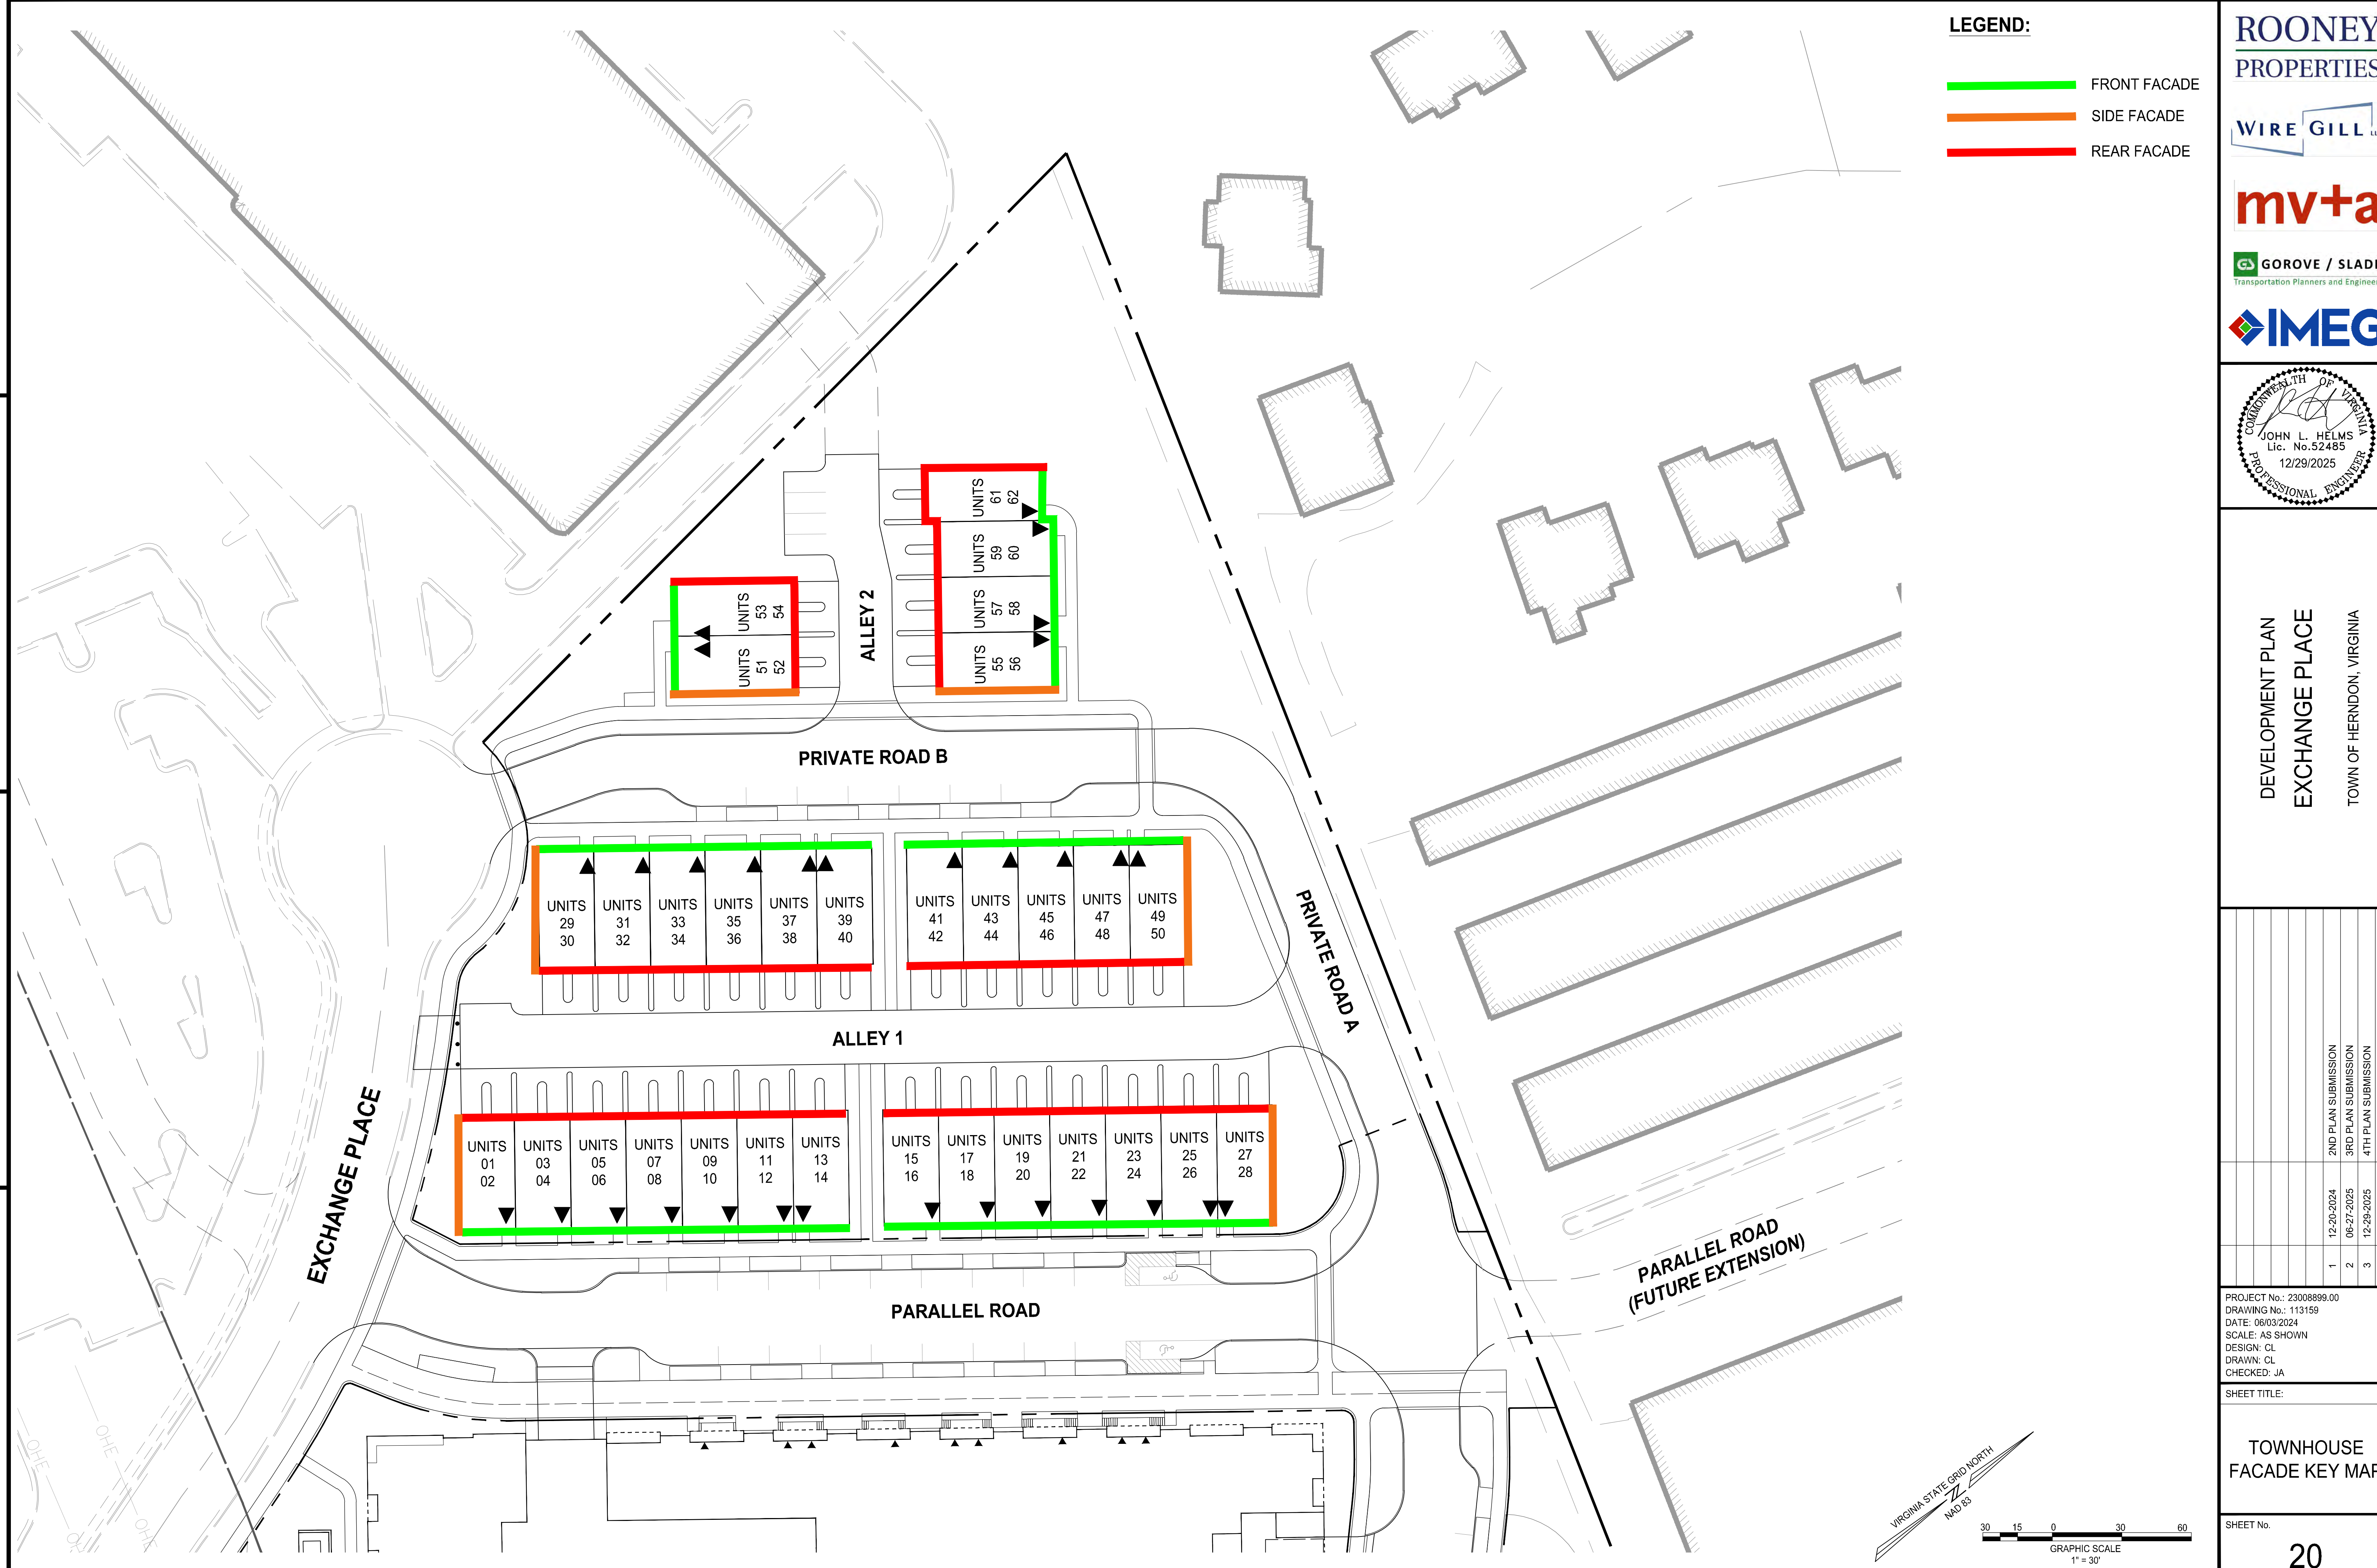 LEGEND:
FRONT FACADE
SIDE FACADE
REAR FACADE
ROONEY
PROPERTIES
WIRE GILL
mv+a
GS GOROVE / SLAD
Transportation Planners and Enginee
IMEG
COMMONWEALTH OF VIRGINIA
JOHN L. HELMS
Lic. No.52485
12/29/2025
PROFESSIONAL ENGINEER
DEVELOPMENT PLAN
EXCHANGE PLACE
TOWN OF HERNDON, VIRGINIA
1 12-20-2024 2ND PLAN SUBMISSION
2 06-27-2025 3RD PLAN SUBMISSION
3 12-29-2025 4TH PLAN SUBMISSION
PROJECT No.: 23008899.00
DRAWING No.: 113159
DATE: 06/03/2024
SCALE: AS SHOWN
DESIGN: CL
DRAWN: CL
CHECKED: JA
SHEET TITLE:
TOWNHOUSE
FACADE KEY MAP
SHEET No.
20
UNITS
61
62
UNITS
59
60
UNITS
57
58
UNITS
55
56
UNITS
53
54
UNITS
51
52
ALLEY 2
PRIVATE ROAD B
UNITS
29
30
UNITS
31
32
UNITS
33
34
UNITS
35
36
UNITS
37
38
UNITS
39
40
UNITS
41
42
UNITS
43
44
UNITS
45
46
UNITS
47
48
UNITS
49
50
PRIVATE ROAD A
ALLEY 1
EXCHANGE PLACE
UNITS
01
02
UNITS
03
04
UNITS
05
06
UNITS
07
08
UNITS
09
10
UNITS
11
12
UNITS
13
14
UNITS
15
16
UNITS
17
18
UNITS
19
20
UNITS
21
22
UNITS
23
24
UNITS
25
26
UNITS
27
28
PARALLEL ROAD
PARALLEL ROAD
(FUTURE EXTENSION)
OHE
OHE
OHE
OHE
VIRGINIA STATE GRID NORTH
NAD 83
30 15 0 30 60
GRAPHIC SCALE
1" = 30'